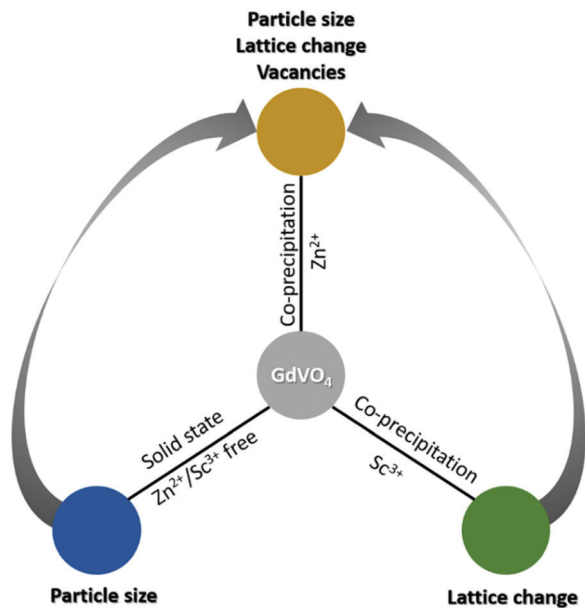 Particle size
Lattice change
Vacancies
Co-precipitation
Zn²⁺
GdVO₄
Solid state
Zn²⁺/Sc³⁺ free
Co-precipitation
Sc³⁺
Particle size
Lattice change